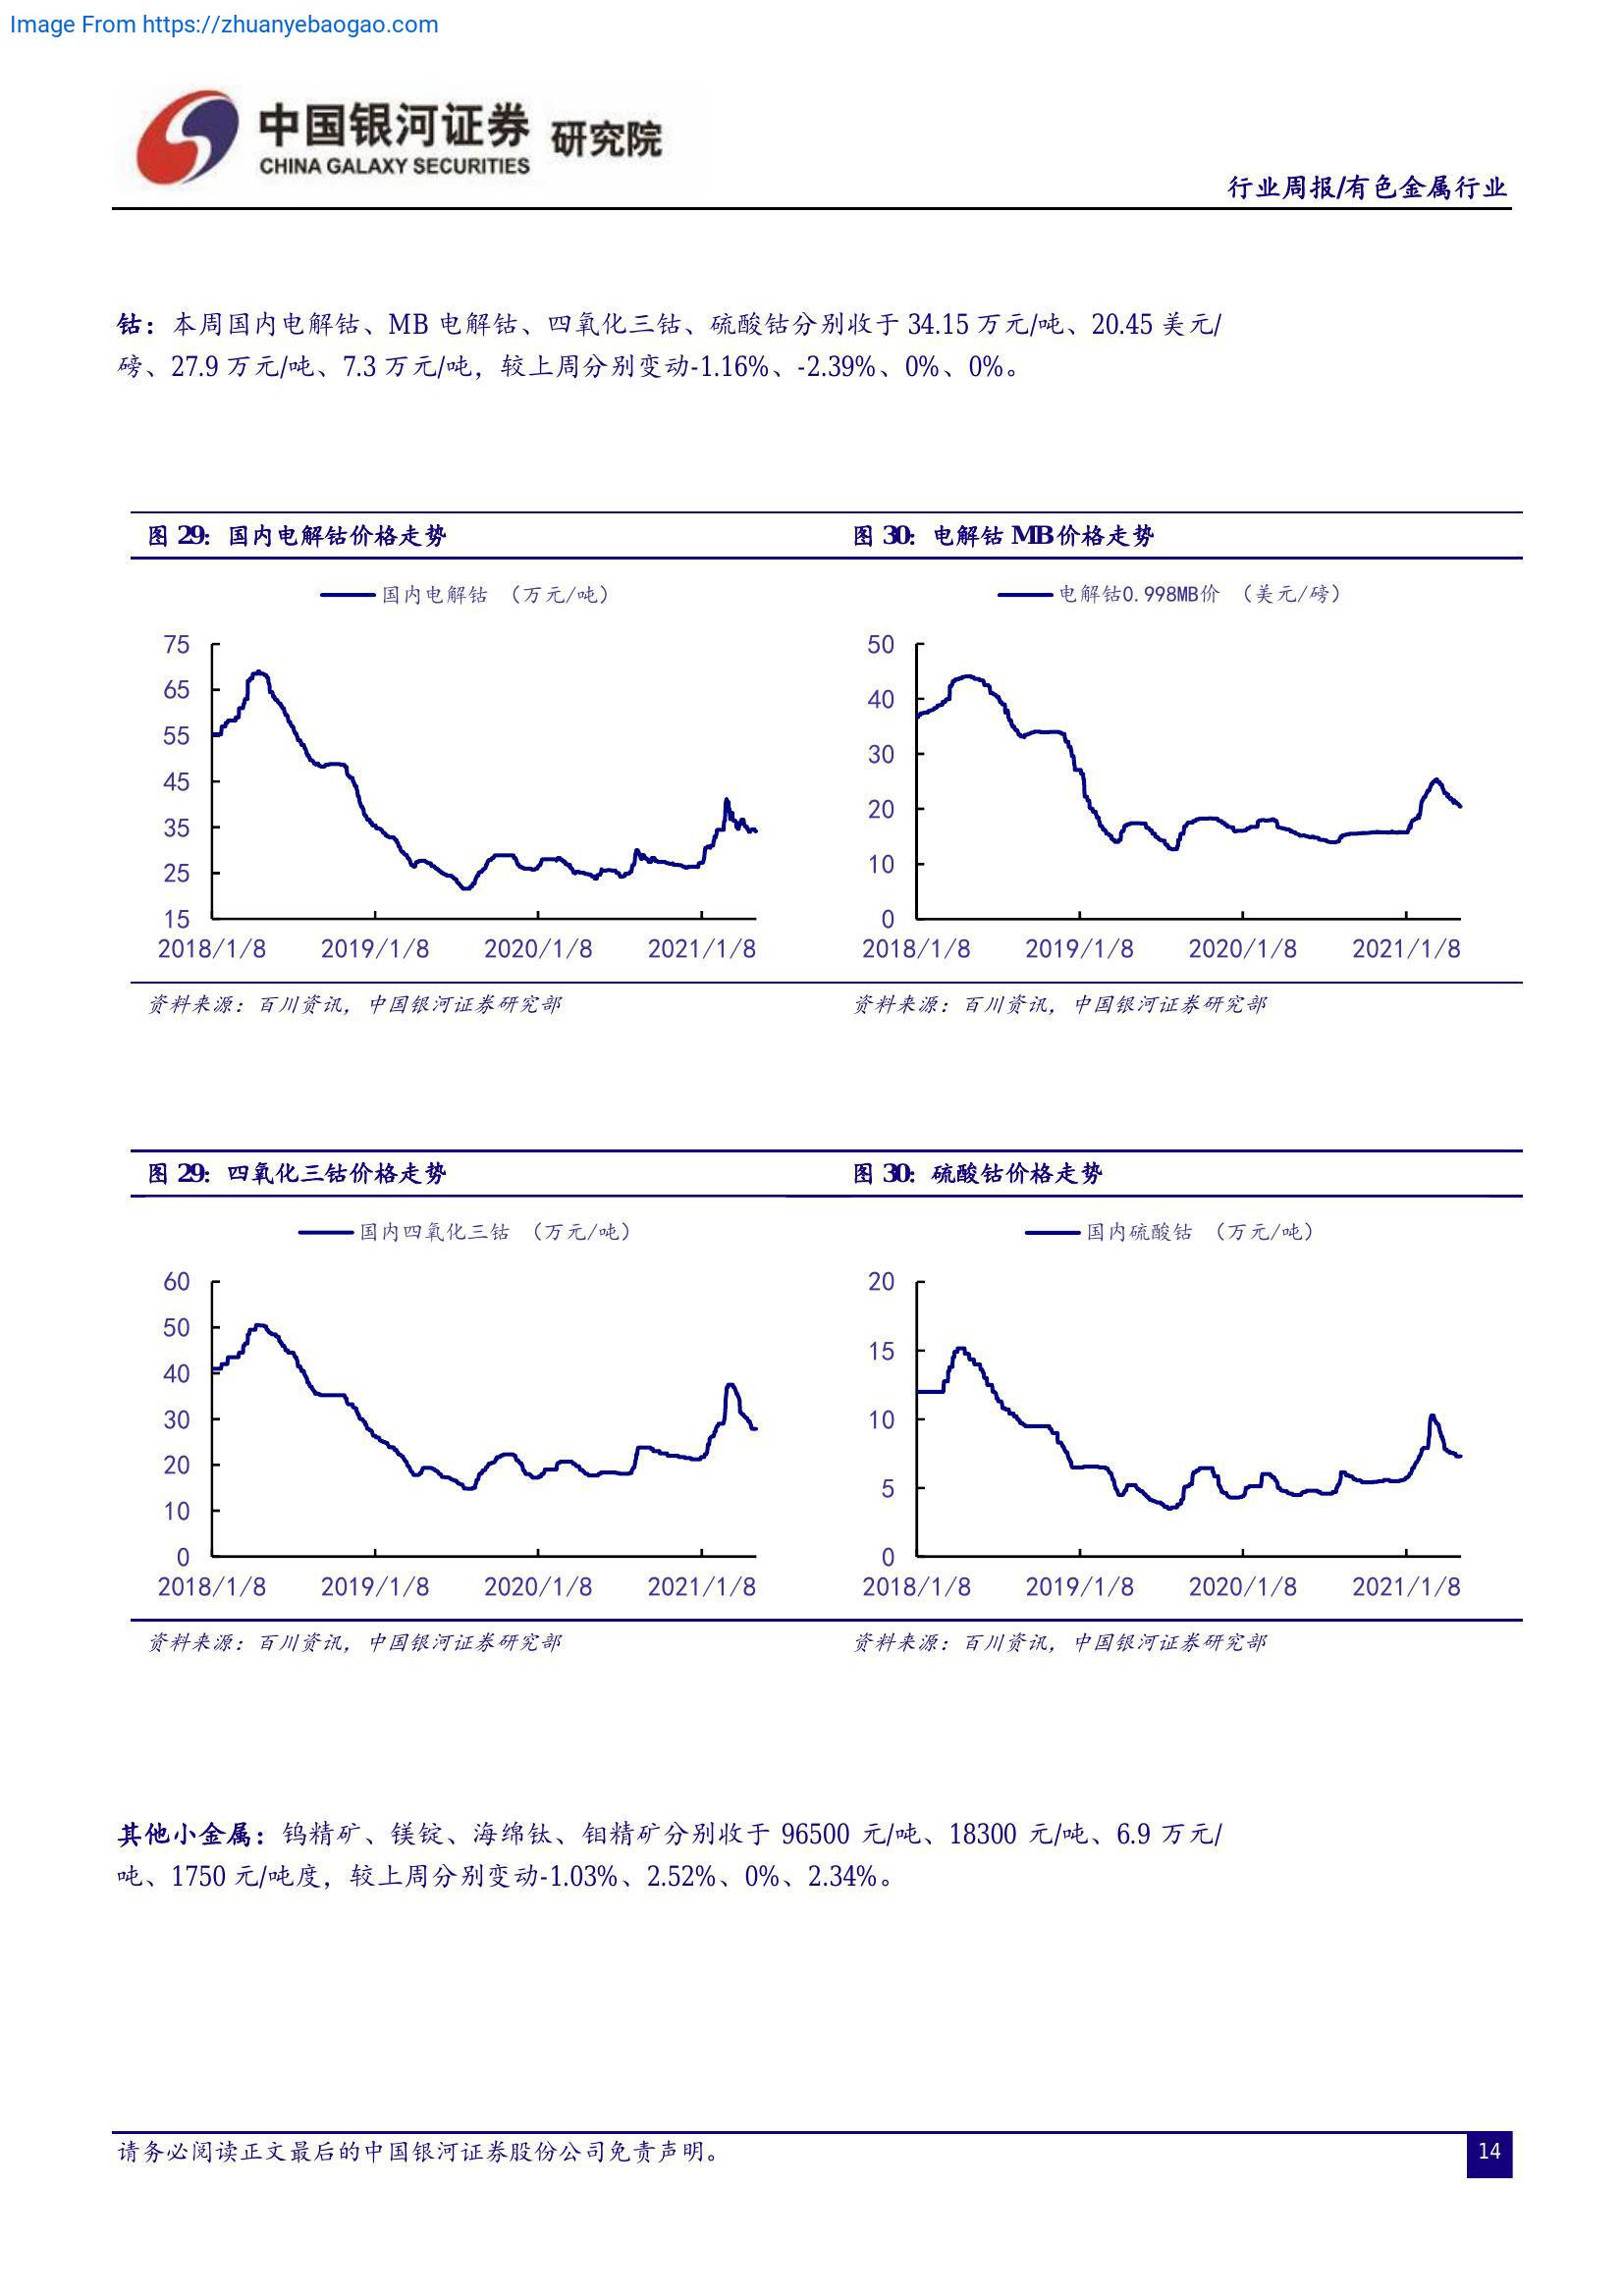 Image From https://zhuanyebaogao.com
中国银河证券 研究院
CHINA GALAXY SECURITIES
行业周报/有色金属行业
钴：本周国内电解钴、MB 电解钴、四氧化三钴、硫酸钴分别收于 34.15 万元/吨、20.45 美元/
磅、27.9 万元/吨、7.3 万元/吨，较上周分别变动-1.16%、-2.39%、0%、0%。
图 29：国内电解钴价格走势
国内电解钴 （万元/吨）
75
65
55
45
35
25
15
2018/1/8 2019/1/8 2020/1/8 2021/1/8
资料来源：百川资讯，中国银河证券研究部
图 30：电解钴 MB 价格走势
电解钴0.998MB价 （美元/磅）
50
40
30
20
10
0
2018/1/8 2019/1/8 2020/1/8 2021/1/8
资料来源：百川资讯，中国银河证券研究部
图 29：四氧化三钴价格走势
国内四氧化三钴 （万元/吨）
60
50
40
30
20
10
0
2018/1/8 2019/1/8 2020/1/8 2021/1/8
资料来源：百川资讯，中国银河证券研究部
图 30：硫酸钴价格走势
国内硫酸钴 （万元/吨）
20
15
10
5
0
2018/1/8 2019/1/8 2020/1/8 2021/1/8
资料来源：百川资讯，中国银河证券研究部
其他小金属：钨精矿、镁锭、海绵钛、钼精矿分别收于 96500 元/吨、18300 元/吨、6.9 万元/
吨、1750 元/吨度，较上周分别变动-1.03%、2.52%、0%、2.34%。
请务必阅读正文最后的中国银河证券股份公司免责声明。
14